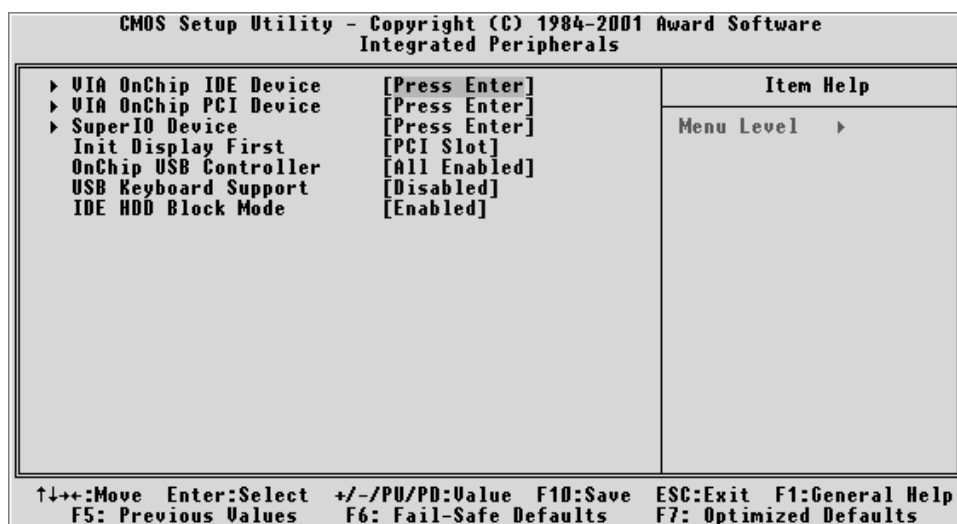 CMOS Setup Utility - Copyright (C) 1984-2001 Award Software
Integrated Peripherals
▸ VIA OnChip IDE Device [Press Enter]
▸ VIA OnChip PCI Device [Press Enter]
▸ SuperIO Device [Press Enter]
Init Display First [PCI Slot]
OnChip USB Controller [All Enabled]
USB Keyboard Support [Disabled]
IDE HDD Block Mode [Enabled]
Item Help
Menu Level ▸
↑↓→←:Move Enter:Select +/-/PU/PD:Value F10:Save ESC:Exit F1:General Help
F5: Previous Values F6: Fail-Safe Defaults F7: Optimized Defaults